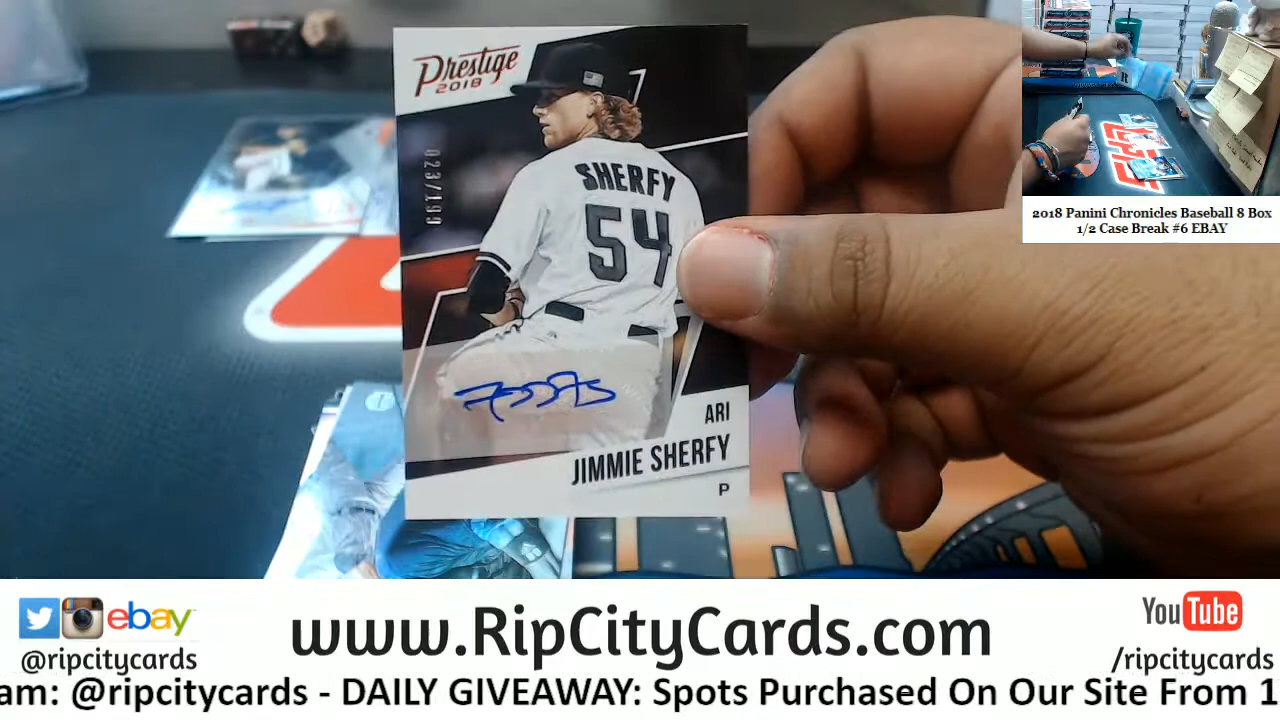 Prestige
2018
023/199
SHERFY
54
ARI
JIMMIE SHERFY
P
2018 Panini Chronicles Baseball 8 Box
1/2 Case Break #6 EBAY
ebay
@ripcitycards
www.RipCityCards.com
YouTube
/ripcitycards
am: @ripcitycards - DAILY GIVEAWAY: Spots Purchased On Our Site From 1